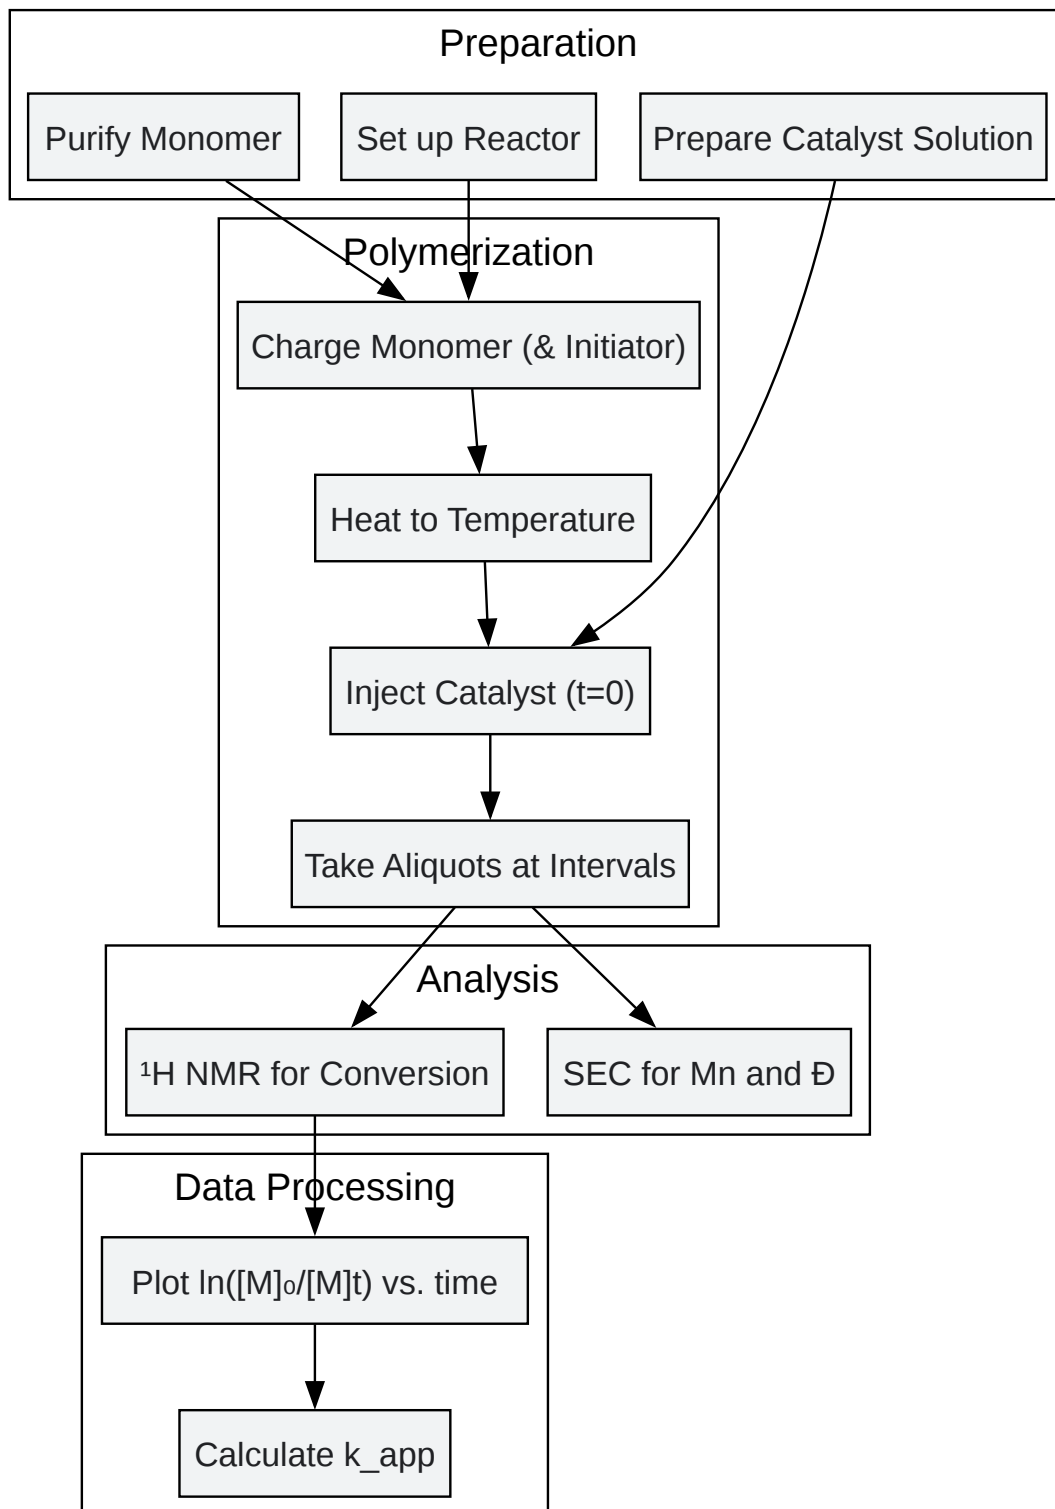 Preparation
Purify Monomer
Set up Reactor
Prepare Catalyst Solution
Polymerization
Charge Monomer (& Initiator)
Heat to Temperature
Inject Catalyst (t=0)
Take Aliquots at Intervals
Analysis
¹H NMR for Conversion
SEC for Mn and Đ
Data Processing
Plot ln([M]₀/[M]t) vs. time
Calculate k_app